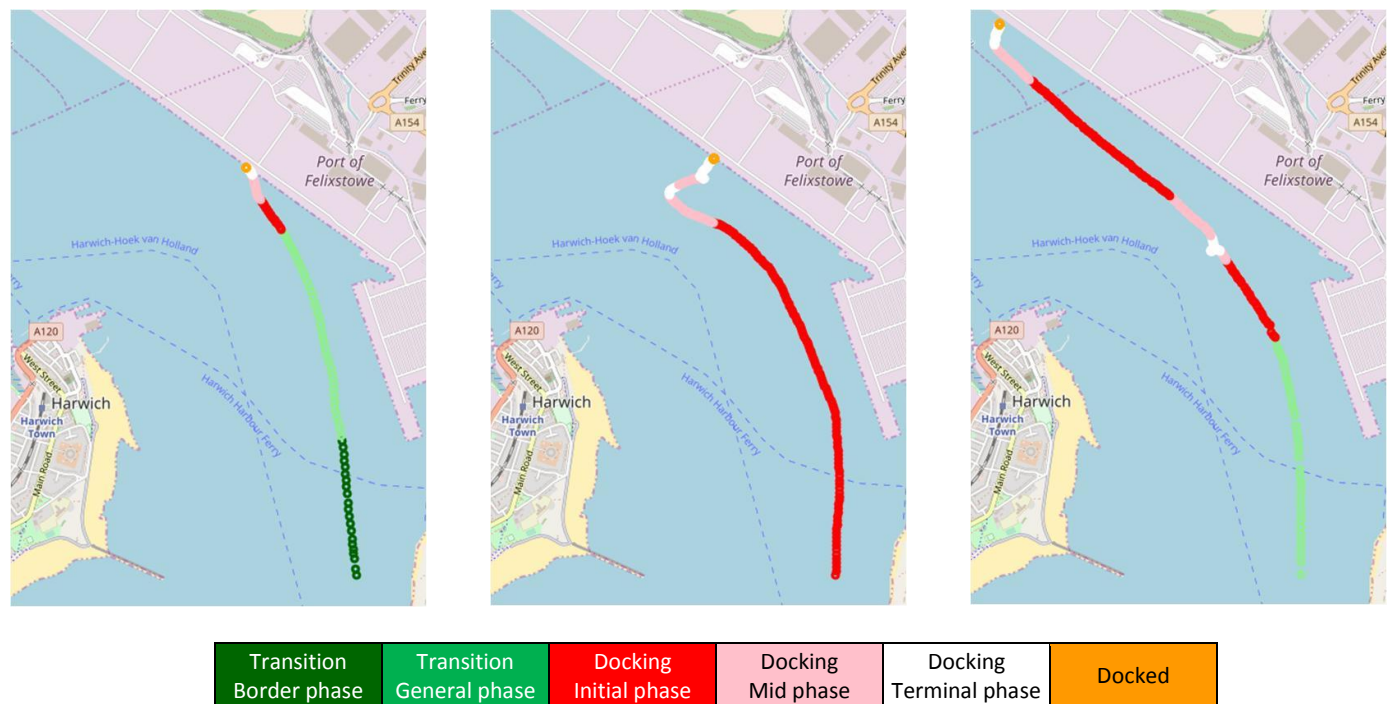 Trinity Ave
Ferry
A154
Port of
Felixstowe
Harwich-Hoek van Holland
Ferry
A120
West Street
Harwich
Harwich
Town
Main Road
Harwich Harbour Ferry
Trinity Ave
Ferry
A154
Port of
Felixstowe
Harwich-Hoek van Holland
Ferry
A120
West Street
Harwich
Harwich
Town
Main Road
Harwich Harbour Ferry
Trinity Ave
Ferry
A154
Port of
Felixstowe
Harwich-Hoek van Holland
Ferry
A120
West Street
Harwich
Harwich
Town
Main Road
Harwich Harbour Ferry
Transition
Border phase
Transition
General phase
Docking
Initial phase
Docking
Mid phase
Docking
Terminal phase
Docked